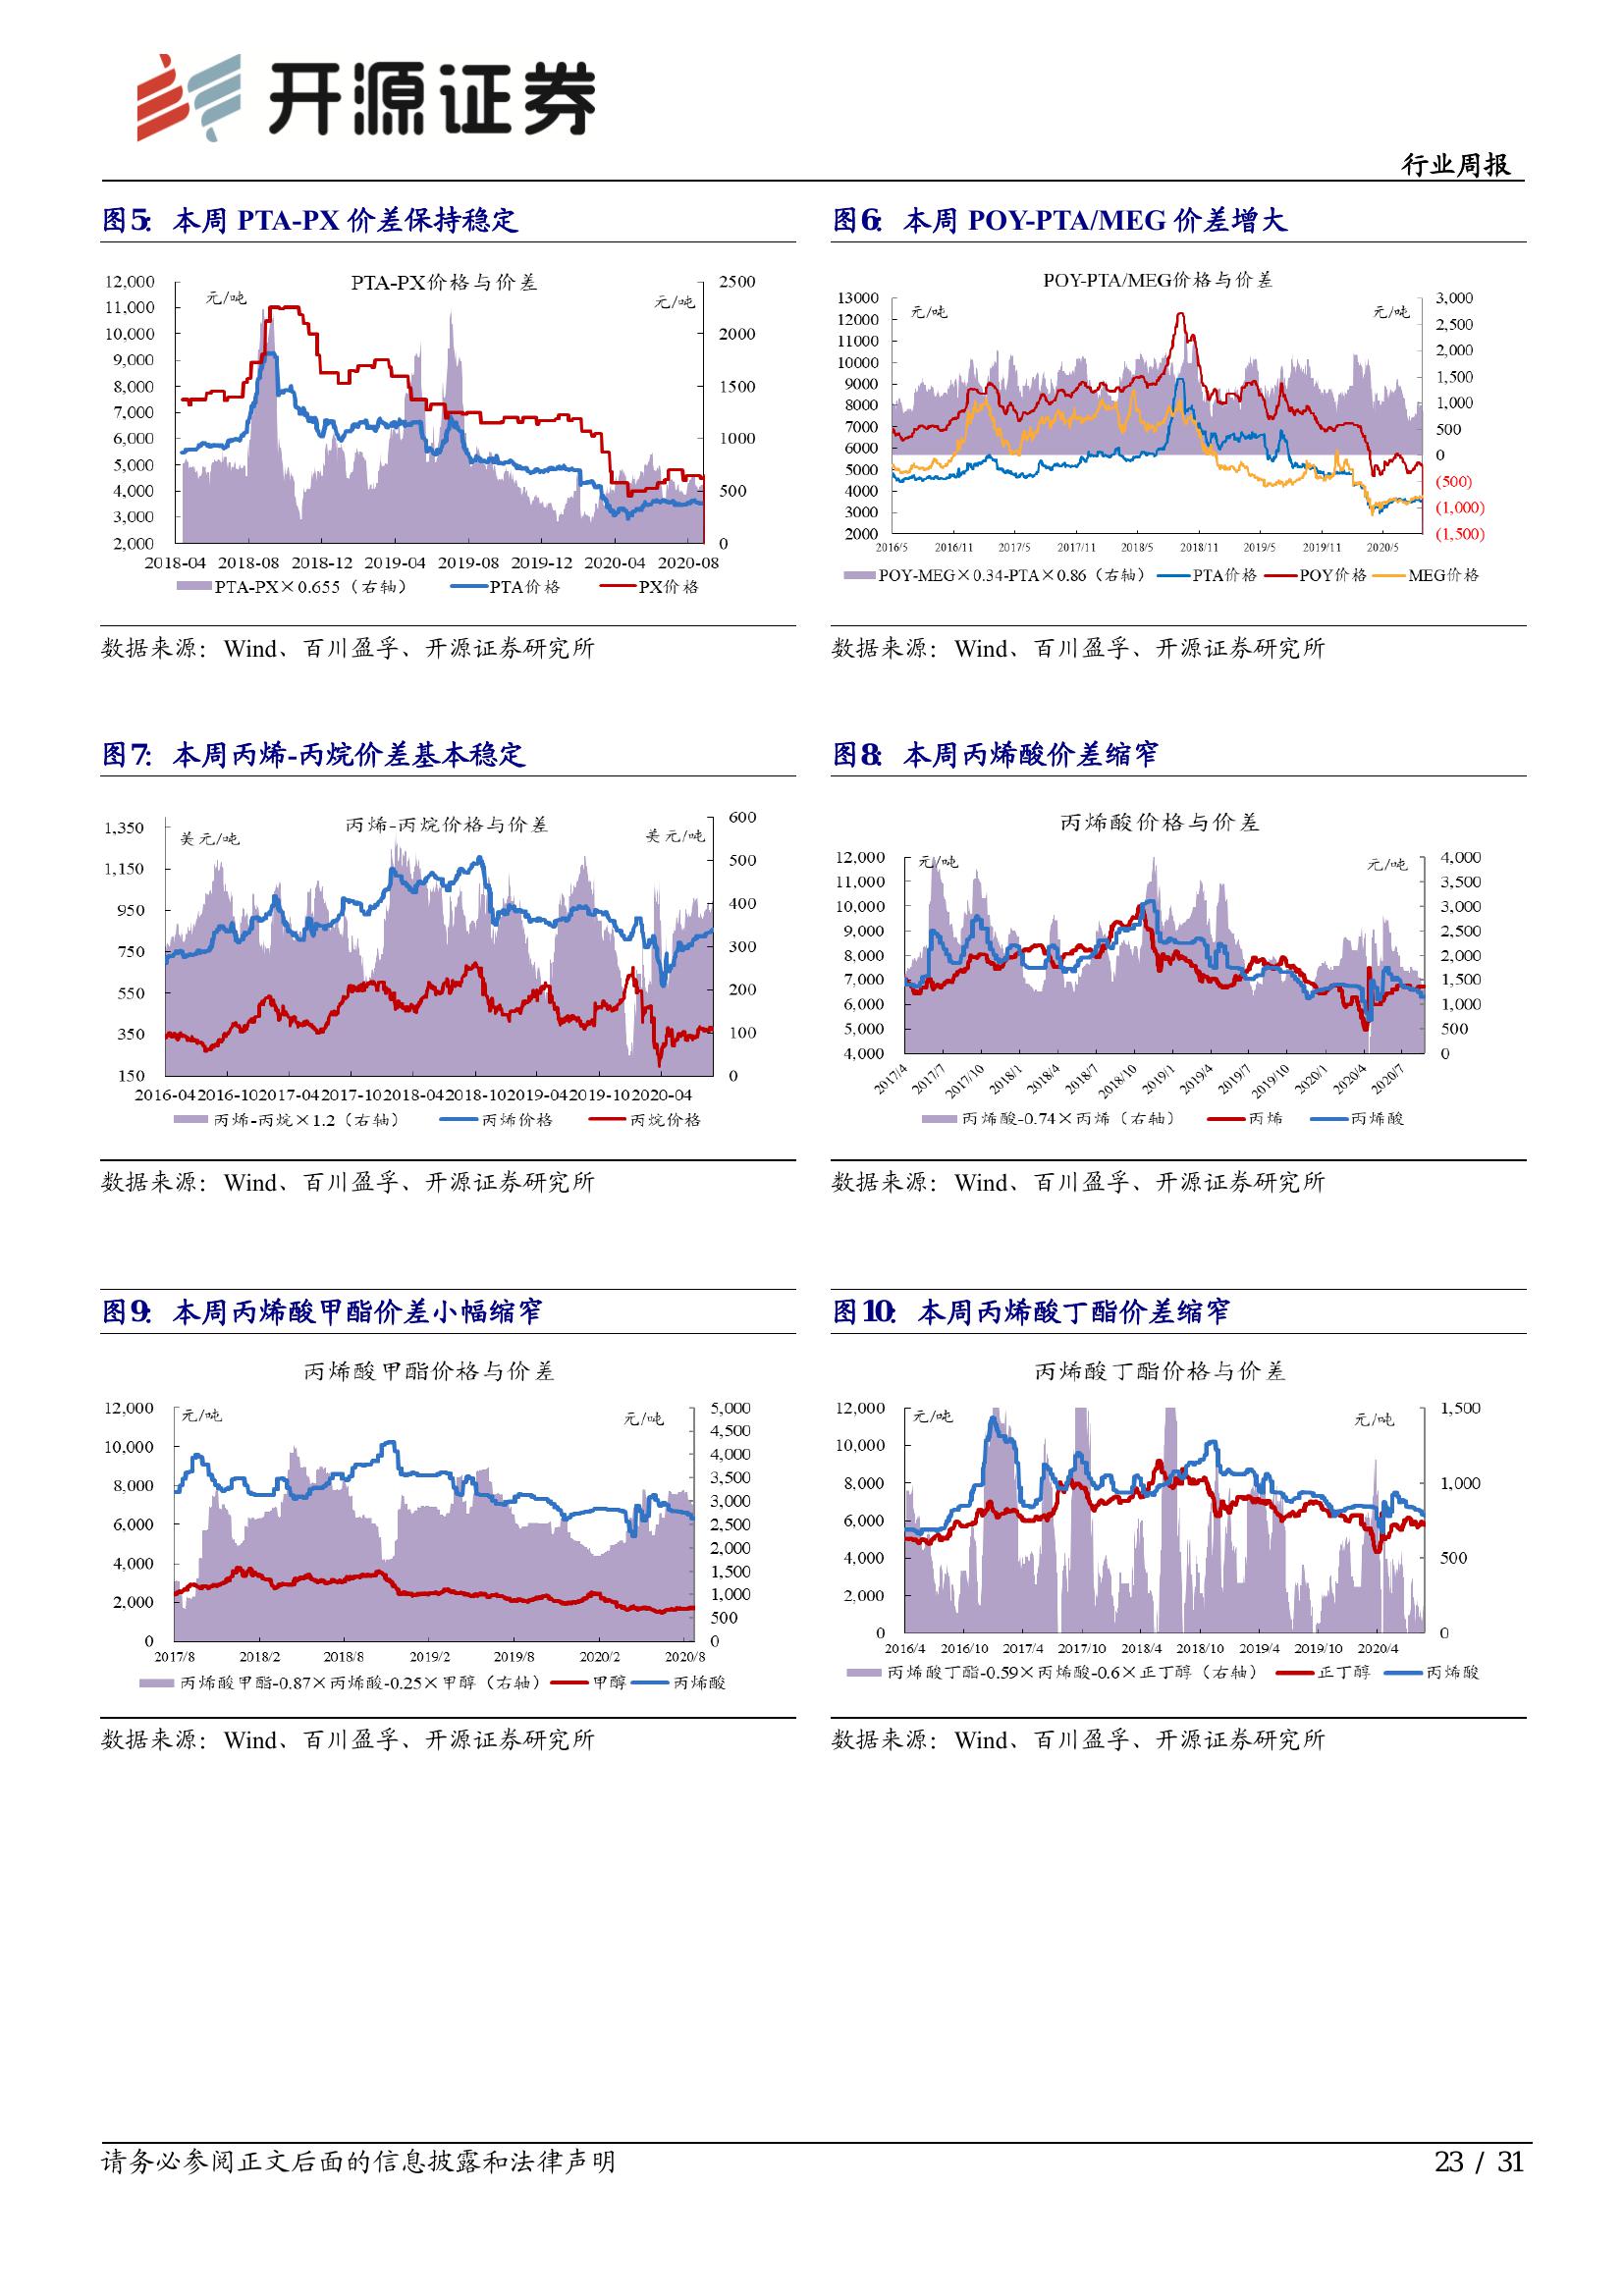 开源证券
行业周报
图5： 本周 PTA-PX 价差保持稳定
PTA-PX价格与价差
元/吨
元/吨
12,000
11,000
10,000
9,000
8,000
7,000
6,000
5,000
4,000
3,000
2,000
2500
2000
1500
1000
500
0
2018-04 2018-08 2018-12 2019-04 2019-08 2019-12 2020-04 2020-08
PTA-PX×0.655（右轴） PTA价格 PX价格
数据来源：Wind、百川盈孚、开源证券研究所
图6： 本周 POY-PTA/MEG 价差增大
POY-PTA/MEG价格与价差
元/吨
元/吨
13000
12000
10000
9000
8000
7000
6000
5000
4000
3000
2000
3,000
2,500
2,000
1,500
1,000
500
0
(500)
(1,000)
(1,500)
2016/5 2016/11 2017/5 2017/11 2018/5 2018/11 2019/5 2019/11 2020/5
POY-MEG×0.34-PTA×0.86（右轴） PTA价格 POY价格 MEG价格
数据来源：Wind、百川盈孚、开源证券研究所
图7： 本周丙烯-丙烷价差基本稳定
丙烯-丙烷价格与价差
美元/吨
美元/吨
1,350
1,150
950
750
550
350
150
600
500
400
300
200
100
0
2016-04 2016-10 2017-04 2017-10 2018-04 2018-10 2019-04 2019-10 2020-04
丙烯-丙烷×1.2（右轴） 丙烯价格 丙烷价格
数据来源：Wind、百川盈孚、开源证券研究所
图8： 本周丙烯酸价差缩窄
丙烯酸价格与价差
元/吨
元/吨
12,000
11,000
10,000
9,000
8,000
7,000
6,000
5,000
4,000
4,000
3,500
3,000
2,500
2,000
1,500
1,000
500
0
2017/4 2017/7 2017/10 2018/1 2018/4 2018/7 2018/10 2019/1 2019/4 2019/7 2019/10 2020/1 2020/4 2020/7
丙烯酸-0.74×丙烯（右轴） 丙烯 丙烯酸
数据来源：Wind、百川盈孚、开源证券研究所
图9： 本周丙烯酸甲酯价差小幅缩窄
丙烯酸甲酯价格与价差
元/吨
元/吨
12,000
10,000
8,000
6,000
4,000
2,000
0
5,000
4,500
4,000
3,500
3,000
2,500
2,000
1,500
1,000
500
0
2017/8 2018/2 2018/8 2019/2 2019/8 2020/2 2020/8
丙烯酸甲酯-0.87×丙烯酸-0.25×甲醇（右轴） 甲醇 丙烯酸
数据来源：Wind、百川盈孚、开源证券研究所
图10： 本周丙烯酸丁酯价差缩窄
丙烯酸丁酯价格与价差
元/吨
元/吨
12,000
10,000
8,000
6,000
4,000
2,000
0
1,500
1,000
500
0
2016/4 2016/10 2017/4 2017/10 2018/4 2018/10 2019/4 2019/10 2020/4
丙烯酸丁酯-0.59×丙烯酸-0.6×正丁醇（右轴） 正丁醇 丙烯酸
数据来源：Wind、百川盈孚、开源证券研究所
请务必参阅正文后面的信息披露和法律声明
23 / 31